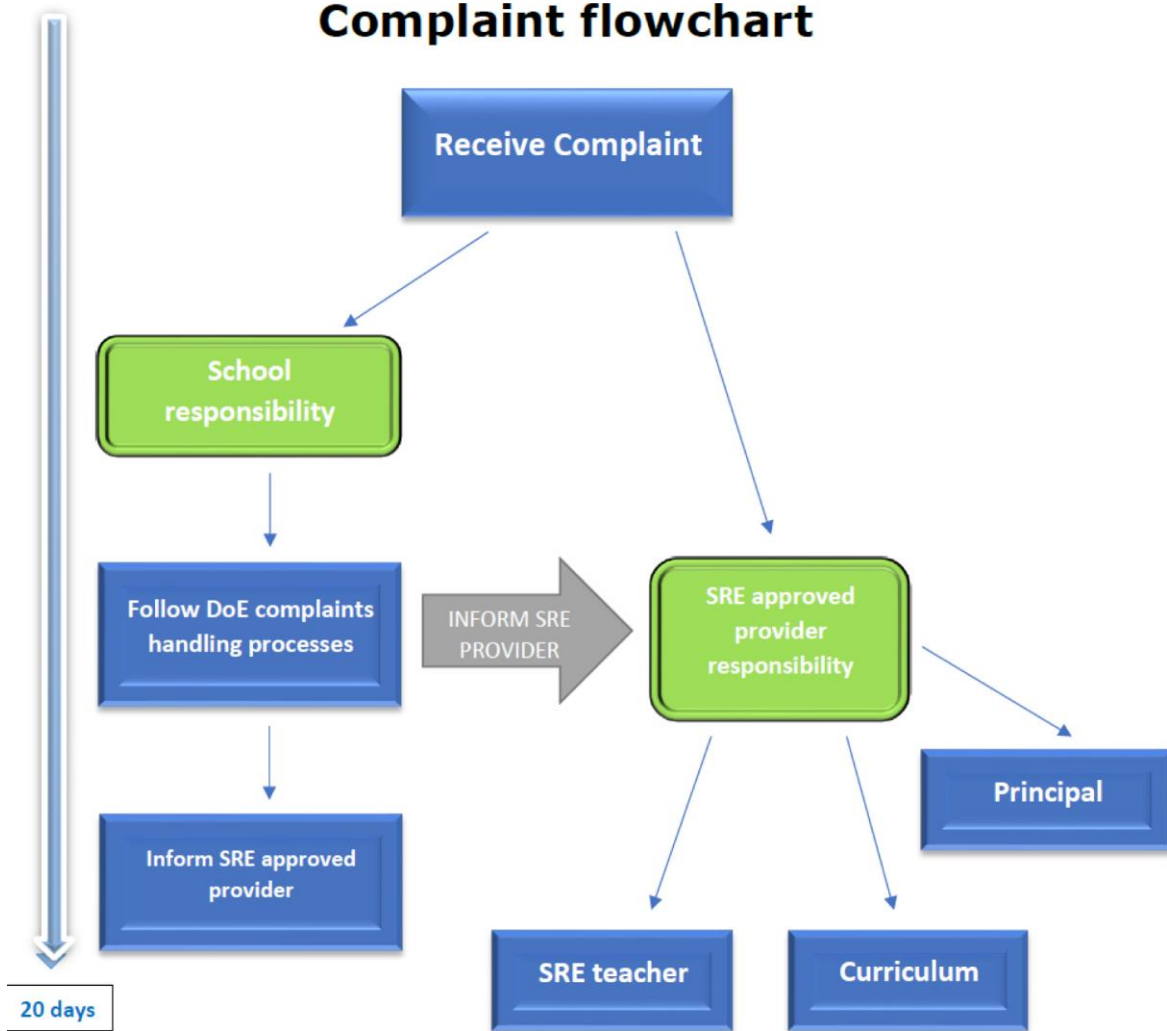 Complaint flowchart
Receive Complaint
School
responsibility
Follow DoE complaints
handling processes
INFORM SRE
PROVIDER
SRE approved
provider
responsibility
Principal
Inform SRE approved
provider
SRE teacher
Curriculum
20 days